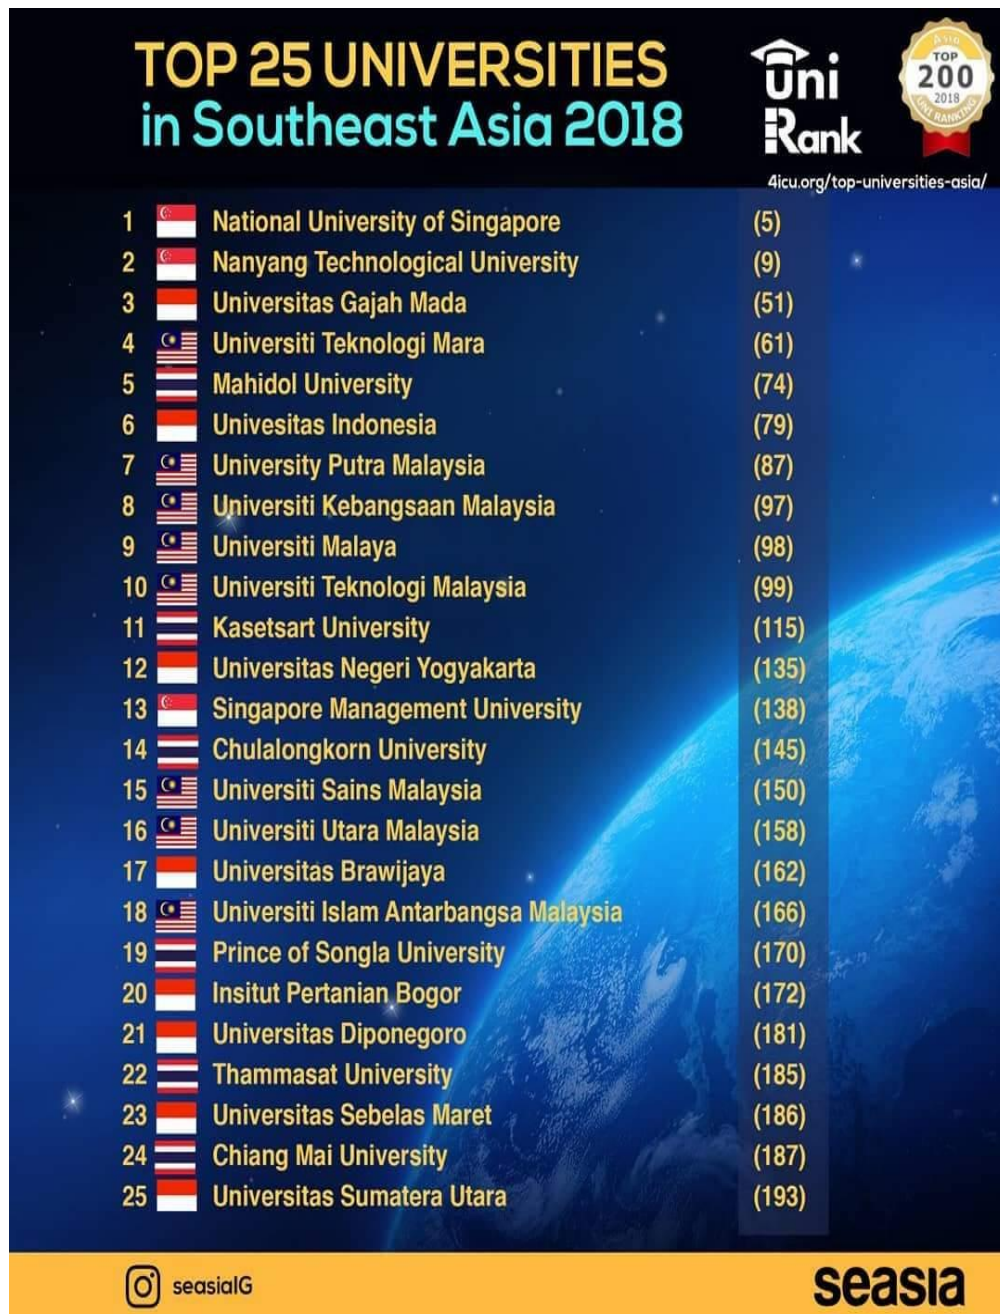 TOP 25 UNIVERSITIES
in Southeast Asia 2018
Uni
Rank
Asia
TOP
200
2018
UNI RANKING
4icu.org/top-universities-asia/
1 National University of Singapore (5)
2 Nanyang Technological University (9)
3 Universitas Gajah Mada (51)
4 Universiti Teknologi Mara (61)
5 Mahidol University (74)
6 Univesitas Indonesia (79)
7 University Putra Malaysia (87)
8 Universiti Kebangsaan Malaysia (97)
9 Universiti Malaya (98)
10 Universiti Teknologi Malaysia (99)
11 Kasetsart University (115)
12 Universitas Negeri Yogyakarta (135)
13 Singapore Management University (138)
14 Chulalongkorn University (145)
15 Universiti Sains Malaysia (150)
16 Universiti Utara Malaysia (158)
17 Universitas Brawijaya (162)
18 Universiti Islam Antarbangsa Malaysia (166)
19 Prince of Songla University (170)
20 Insitut Pertanian Bogor (172)
21 Universitas Diponegoro (181)
22 Thammasat University (185)
23 Universitas Sebelas Maret (186)
24 Chiang Mai University (187)
25 Universitas Sumatera Utara (193)
seasiaIG
seasia